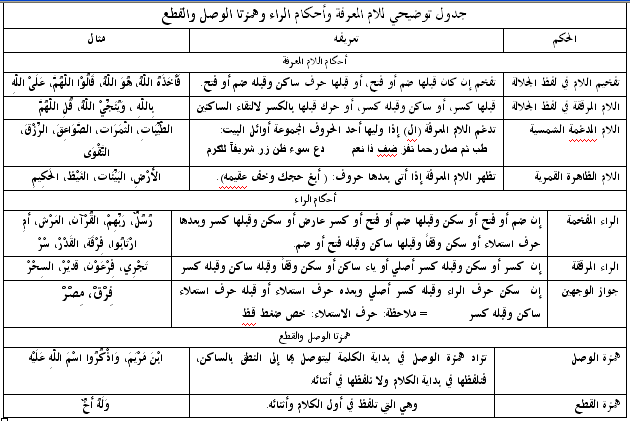 جدول توضيحي للام المعرفة وأحكام الراء وهمزتا الوصل والقطع
الحكم تعريفه مثال
أحكام اللام المعرفة
تفخيم اللام في لفظ الجلالة تفخم إن كان قبلها ضم أو فتح، أو قبلها حرف ساكن وقبله ضم أو فتح. فَأَخَذَهُ اللَّهُ، هُوَ اللَّهُ، قَالُوْا اللَّهُمَّ، عَلَىْ اللَّهِ
اللام المرققة في لفظ الجلالة قبلها كسر، أو ساكن وقبله كسر، أو حرك قبلها بالكسر لالتقاء الساكنين بِاللَّهِ ، وَيُنَجِّيْ اللَّهُ، قُلِ اللَّهُمَّ
اللام المدغمة الشمسية تدغم اللام المعرفة (ال) إذا وليها أحد الحروف المجموعة أوائل البيت: الطَّيِّبَاتُ، الثَّمَرَات، الصَّوَاعِقَ، الرِّزْقَ،
طب ثم صل رحما تفز ضف ذا نعم دع سوء ظن زر شريفاً للكرم التَّقْوَى
اللام الظاهرة القمرية تظهر اللام المعرفة إذا أتى بعدها حروف: ( أبغ حجك وخف عقيمه). الأَرْضِ، البَيِّنَات، الغَيْظَ، الحَكِيم
أحكام الراء
الراء المفخمة إن ضم أو فتح أو سكن وقبلها ضم أو فتح أو كسر عارض أو سكن وقبلها كسر وبعدها رُسُلٌ، رَبِّهِمْ، القُرْآنَ، العَرْشِ، أَمِ
حرف استعلاء أو سكن وقفاً وقبلها ساكن وقبله فتح أو ضم. ارْتَابُوا، فِرْقَة، القَدْرْ، سُرْ
الراء المرققة إن كسر أو سكن وقبله كسر أصلي أو ياء ساكن أو سكن وقفاً وقبله ساكن وقبله كسر تَجْرِي، فِرْعَوْن، قَدِيْرْ، السِحْرْ
جواز الوجهين إن سكن حرف الراء وقبله كسر أصلي وبعده حرف استعلاء أو قبله حرف استعلاء فِرْقٍ، مِصْرْ
ساكن وقبله كسر = ملاحظة: حرف الاستعلاء: خص ضغط قظ
همزتا الوصل والقطع
همزة الوصل تزاد همزة الوصل في بداية الكلمة ليتوصل بها إلى النطق بالساكن، ابْنَ مَرْيَمَ، وَاذْكُرُوا اسْمَ اللَّهِ عَلَيْهِ
فتلفظها في بداية الكلام ولا تلفظها في أثنائه.
همزة القطع وهي التي تلفظ في أول الكلام وأثنائه. وَلَهُ أَخٌ